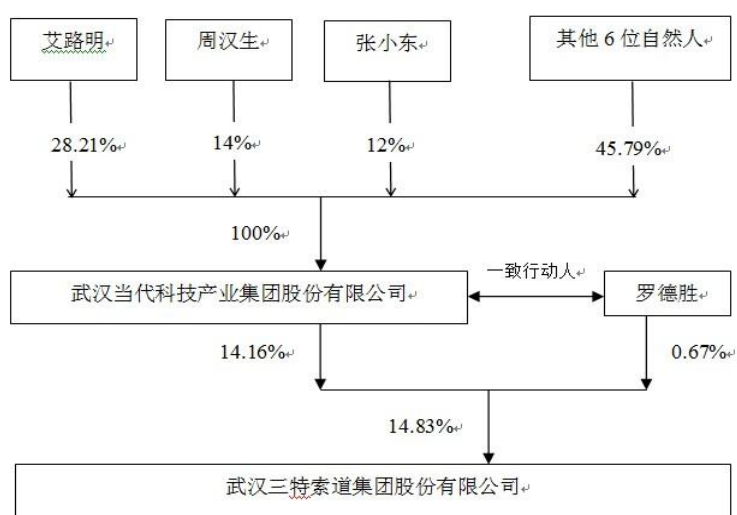 艾路明
周汉生
张小东
其他 6 位自然人
28.21%
14%
12%
45.79%
100%
一致行动人
武汉当代科技产业集团股份有限公司
罗德胜
14.16%
0.67%
14.83%
武汉三特索道集团股份有限公司